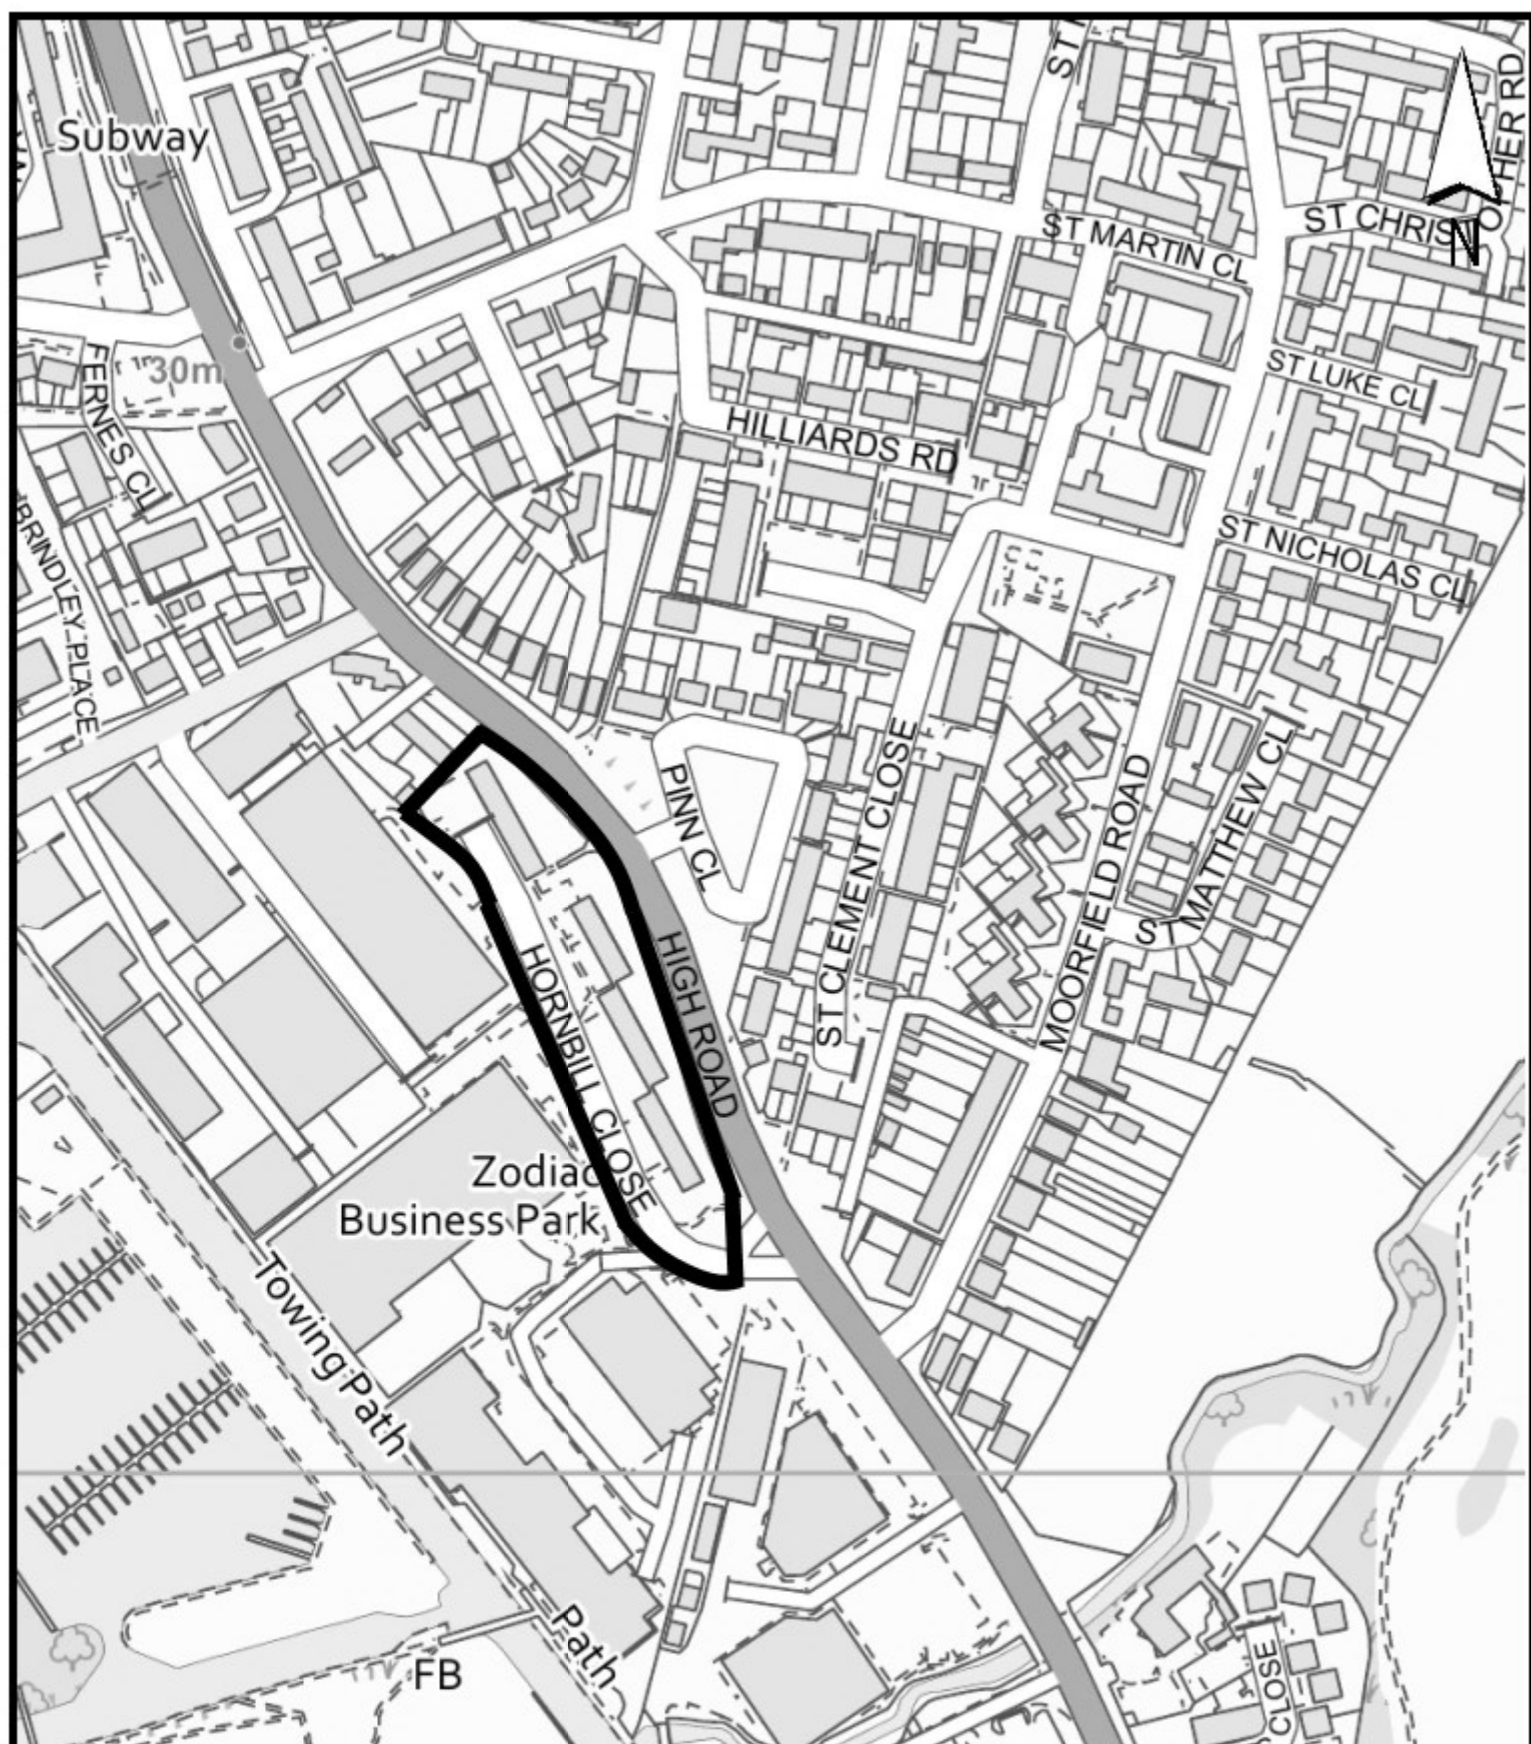 Subway
ST MARTIN CL
N
30m
FERNES CL
ST LUKE CL
HILLIARDS RD
BRINDLEY PLACE
ST NICHOLAS CL
PINN CL
ST CLEMENT CLOSE
MOORFIELD ROAD
ST MATTHEW CL
HORNBILL CLOSE
HIGH ROAD
Zodiac
Business Park
Towing Path
Path
FB
CLOSE